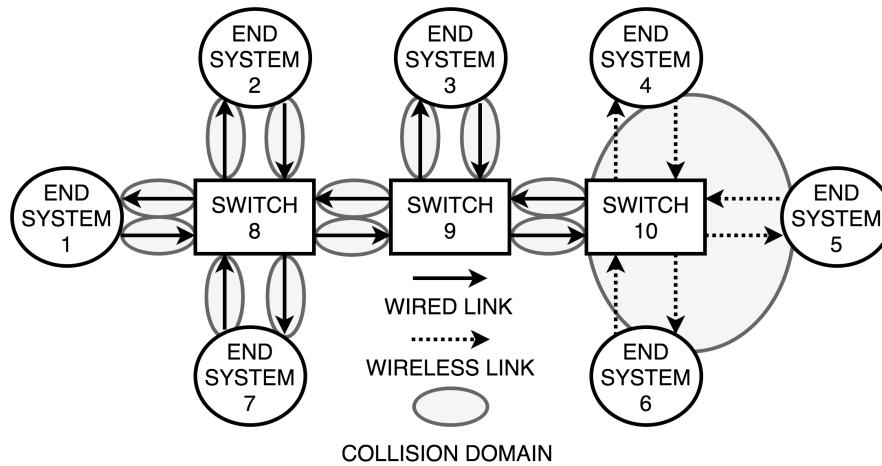 END
SYSTEM
2
END
SYSTEM
3
END
SYSTEM
4
END
SYSTEM
1
SWITCH
8
SWITCH
9
SWITCH
10
END
SYSTEM
5
END
SYSTEM
7
WIRED LINK
WIRELESS LINK
END
SYSTEM
6
COLLISION DOMAIN